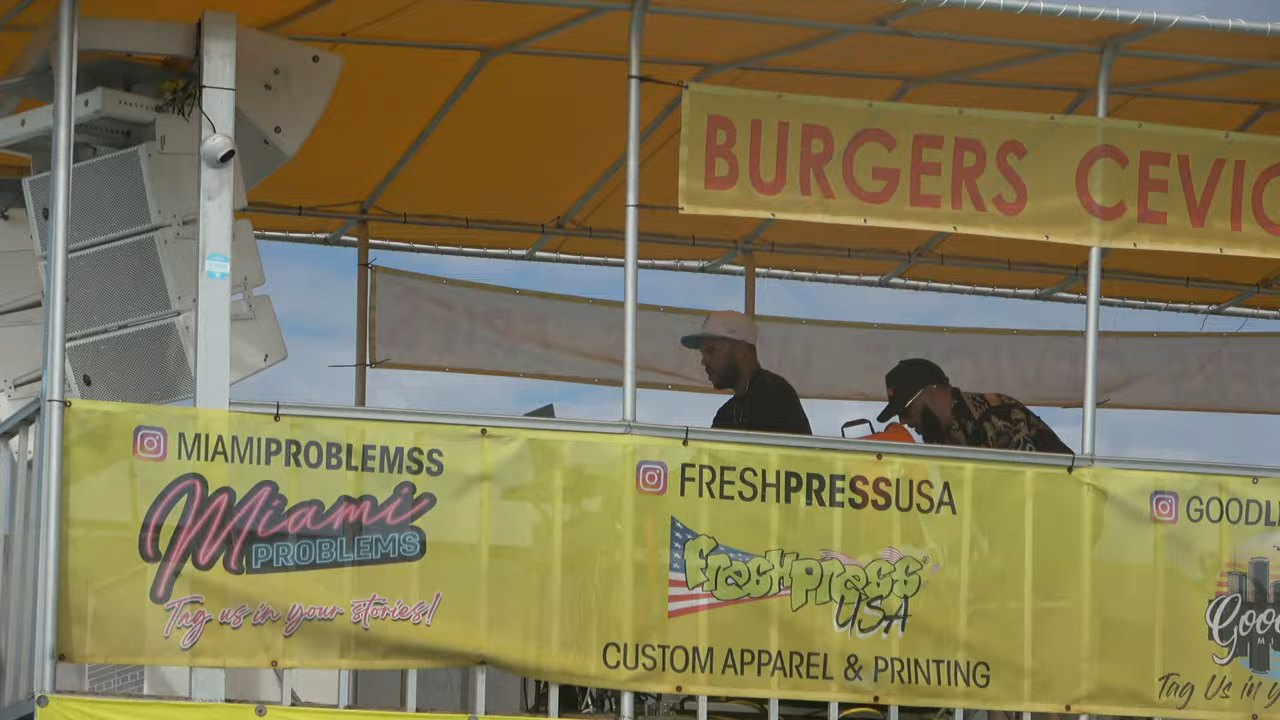 BURGERS CEVIC
MIAMIPROBLEMSS
Miami
PROBLEMS
Tag us in your stories!
FRESHPRESSUSA
Freshpress
USA
CUSTOM APPAREL & PRINTING
GOODL
Goo
Tag Us in y